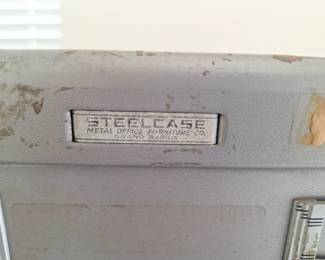 STEELCASE
METAL OFFICE FURNITURE CO.
GRAND RAPIDS